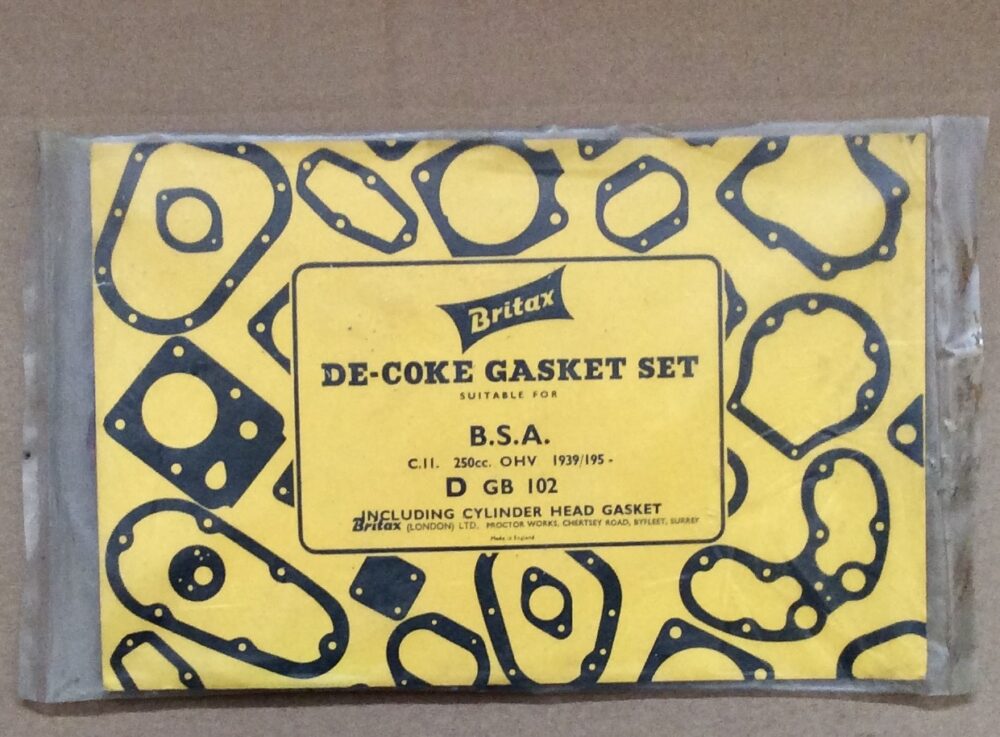 Britax
DE-COKE GASKET SET
SUITABLE FOR
B.S.A.
C.11. 250cc. OHV 1939/195-
D GB 102
INCLUDING CYLINDER HEAD GASKET
Britax (LONDON) LTD. PROCTOR WORKS, CHERTSEY ROAD, BYFLEET, SURREY
Made in England